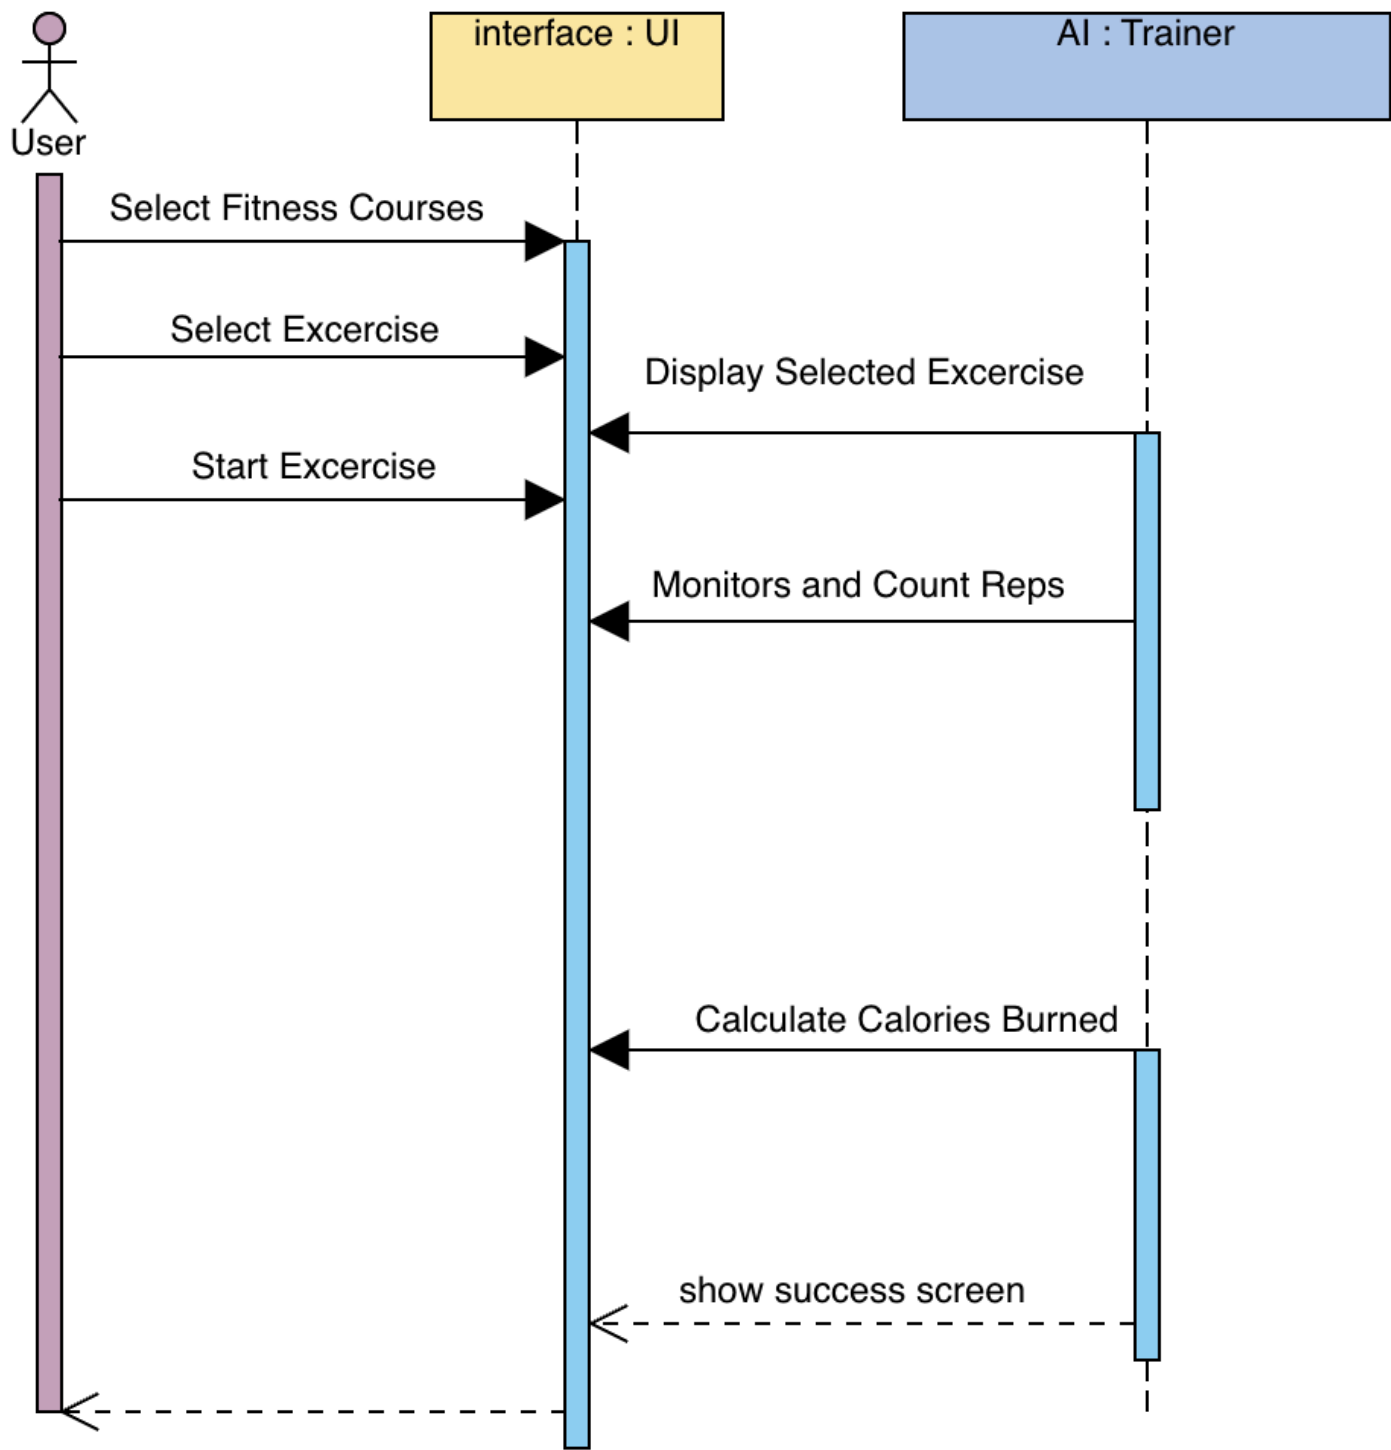 interface : UI
AI : Trainer
User
Select Fitness Courses
Select Excercise
Display Selected Excercise
Start Excercise
Monitors and Count Reps
Calculate Calories Burned
show success screen